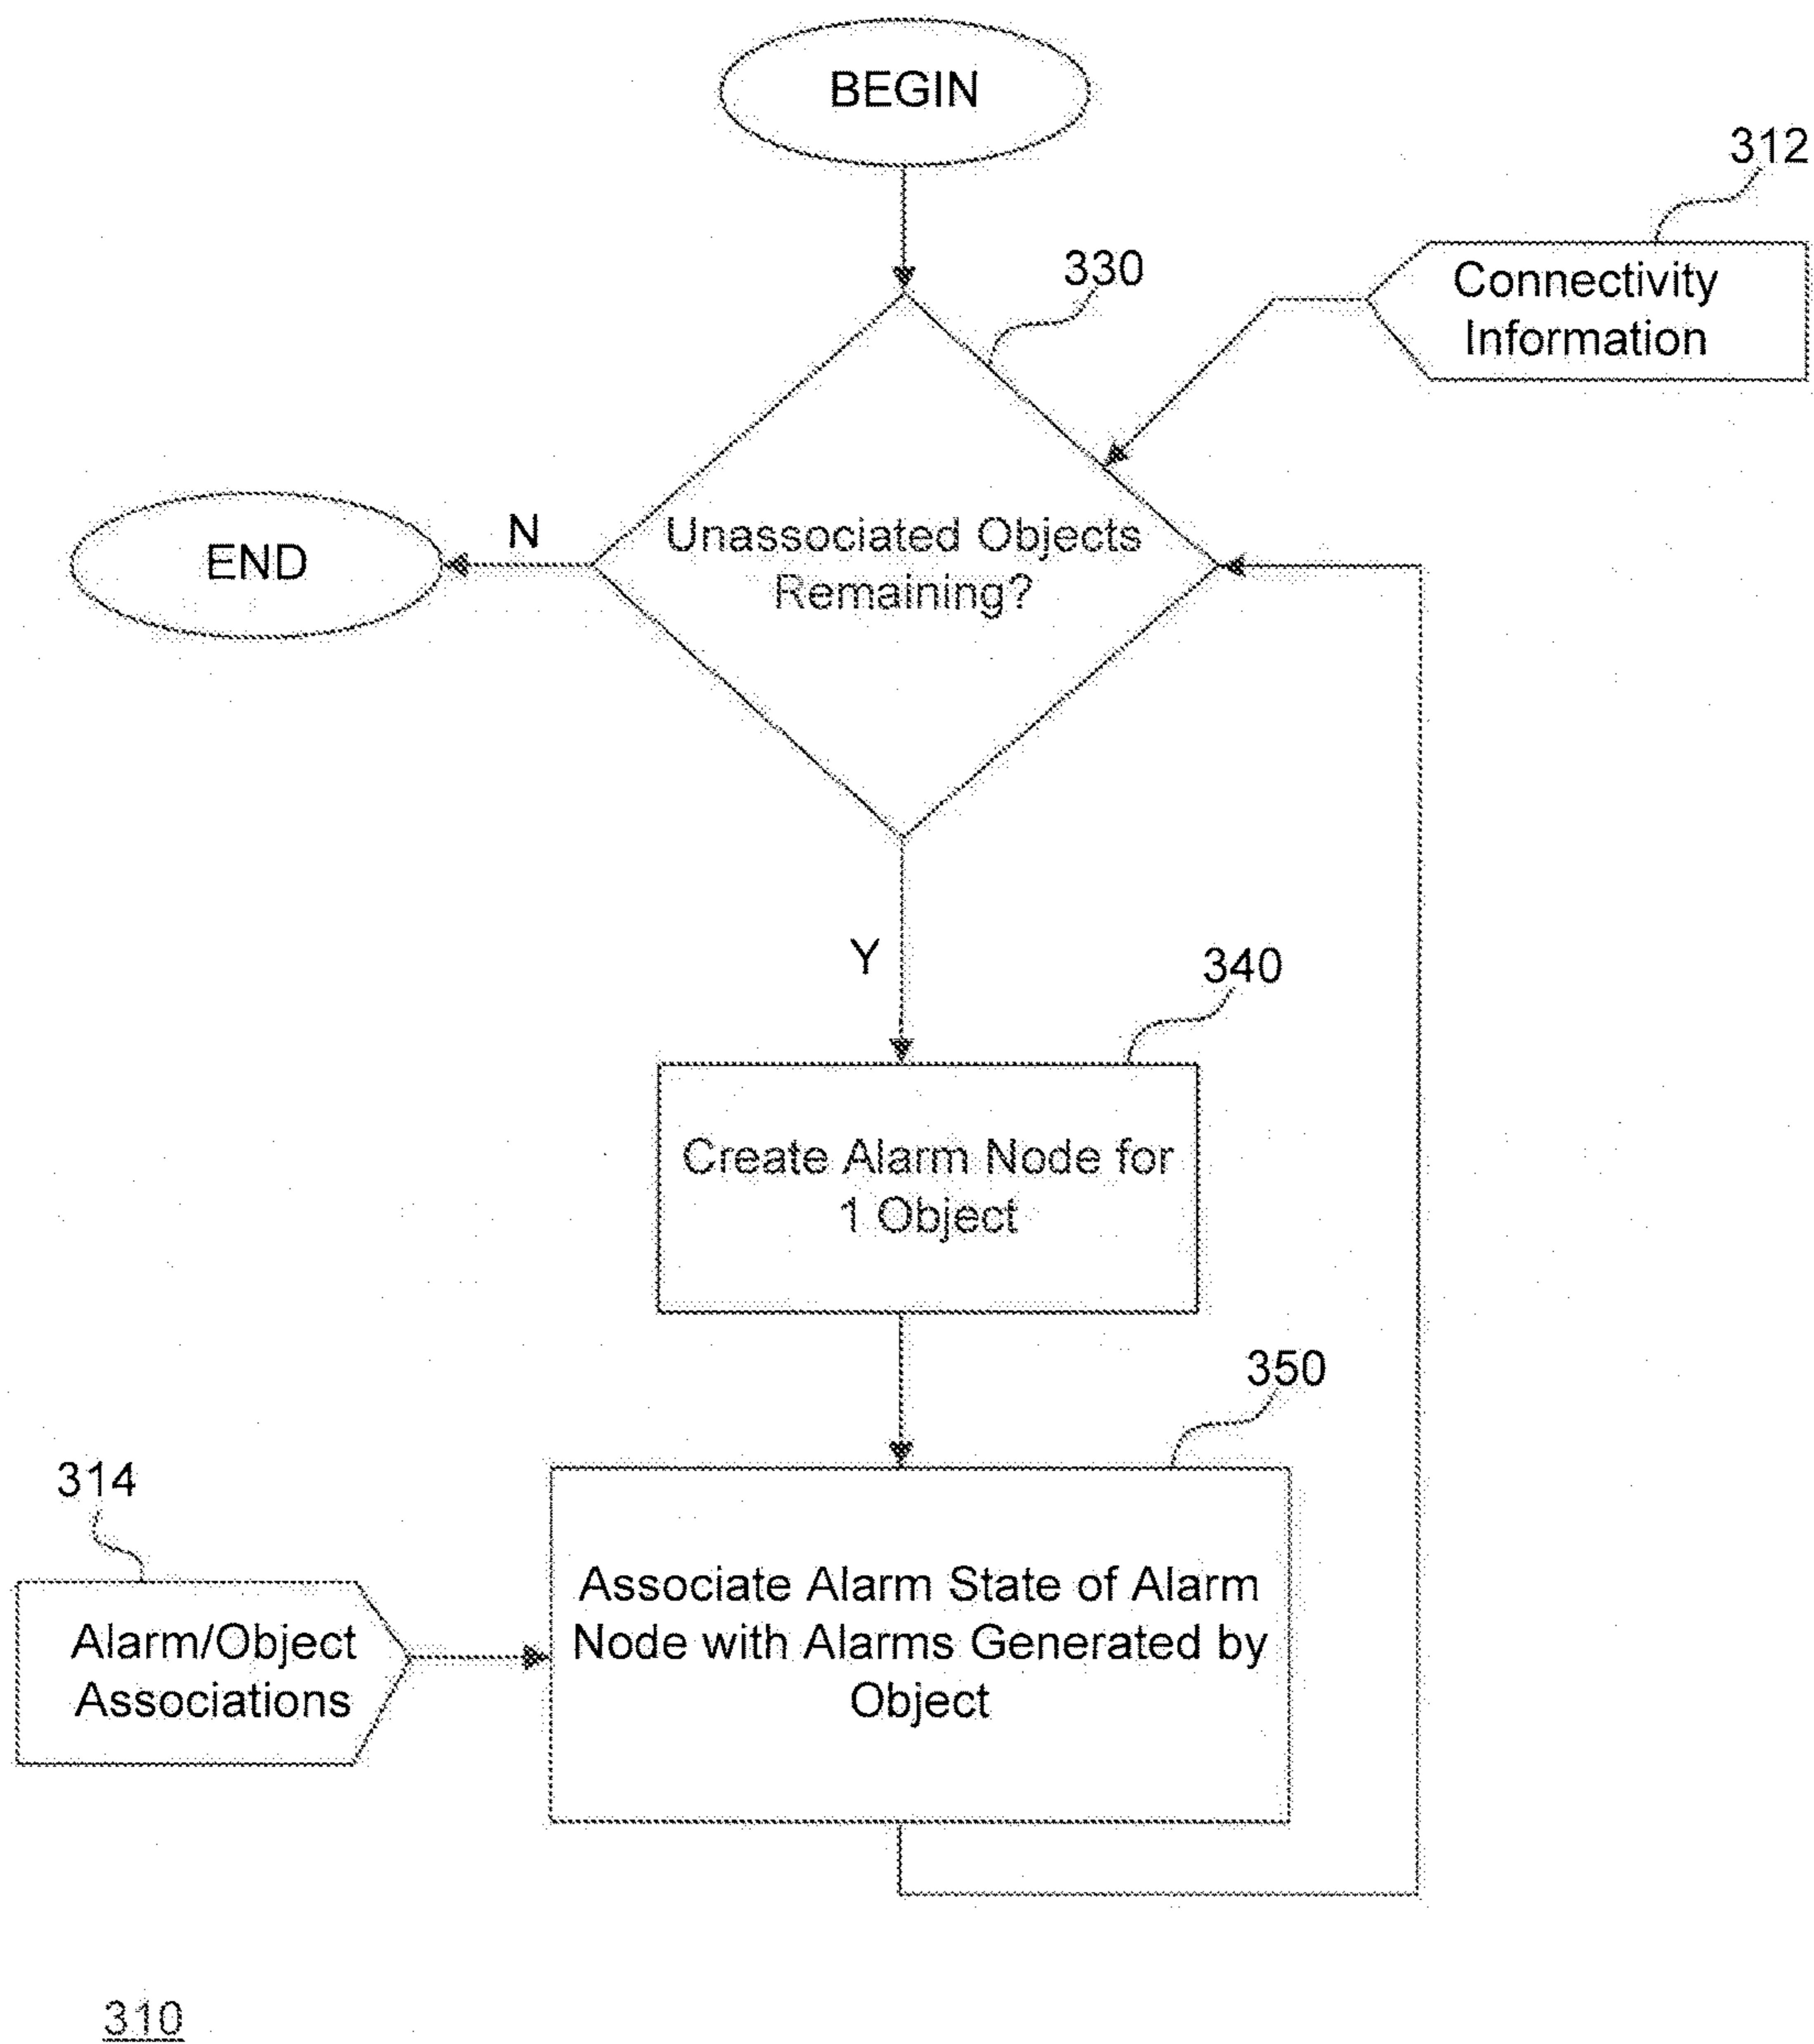 BEGIN
312
330
Connectivity
Information
N
END
Unassociated Objects
Remaining?
Y
340
Create Alarm Node for
1 Object
350
314
Associate Alarm State of Alarm
Node with Alarms Generated by
Object
Alarm/Object
Associations
310